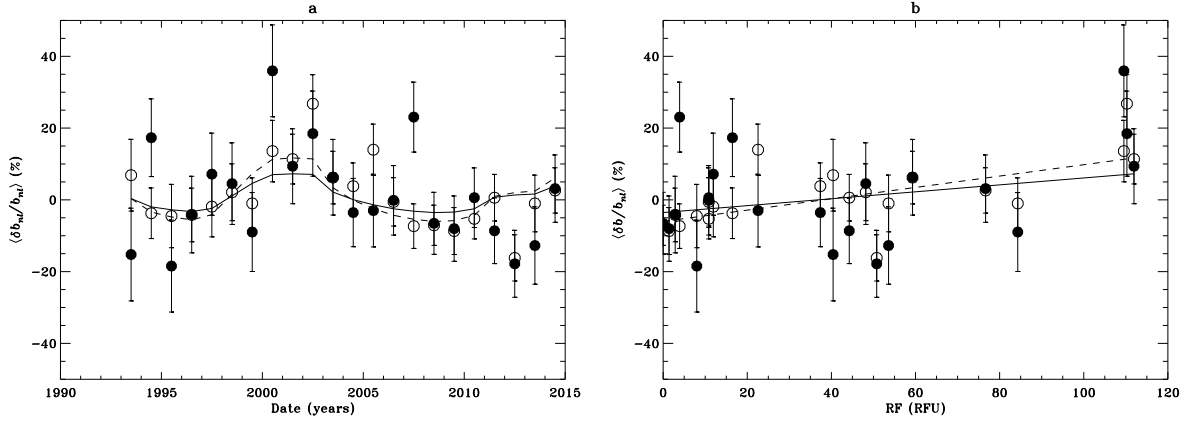 a
40
20
0
−20
−40
⟨δb_nl/b_nl⟩ (%)
1990 1995 2000 2005 2010 2015
Date (years)
b
40
20
0
−20
−40
⟨δb/b_nl⟩ (%)
0 20 40 60 80 100 120
RF (RFU)